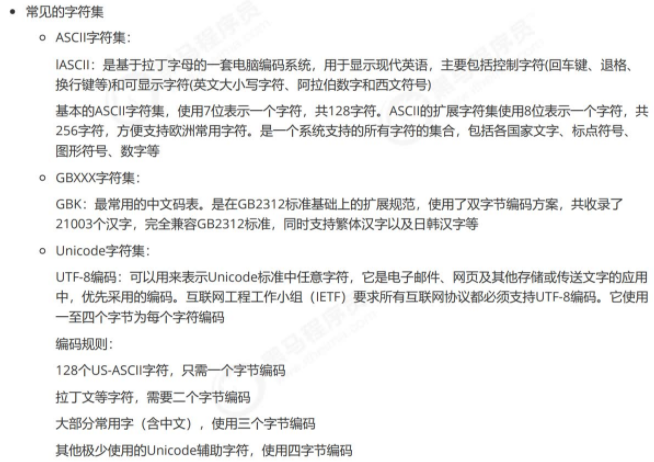 常见的字符集
ASCII字符集：
lASCII：是基于拉丁字母的一套电脑编码系统，用于显示现代英语，主要包括控制字符(回车键、退格、
换行键等)和可显示字符(英文大小写字符、阿拉伯数字和西文符号)
基本的ASCII字符集，使用7位表示一个字符，共128字符。ASCII的扩展字符集使用8位表示一个字符，共
256字符，方便支持欧洲常用字符。是一个系统支持的所有字符的集合，包括各国家文字、标点符号、
图形符号、数字等
GBXXX字符集：
GBK：最常用的中文码表。是在GB2312标准基础上的扩展规范，使用了双字节编码方案，共收录了
21003个汉字，完全兼容GB2312标准，同时支持繁体汉字以及日韩汉字等
Unicode字符集：
UTF-8编码：可以用来表示Unicode标准中任意字符，它是电子邮件、网页及其他存储或传送文字的应用
中，优先采用的编码。互联网工程工作小组（IETF）要求所有互联网协议都必须支持UTF-8编码。它使用
一至四个字节为每个字符编码
编码规则：
128个US-ASCII字符，只需一个字节编码
拉丁文等字符，需要二个字节编码
大部分常用字（含中文），使用三个字节编码
其他极少使用的Unicode辅助字符，使用四字节编码